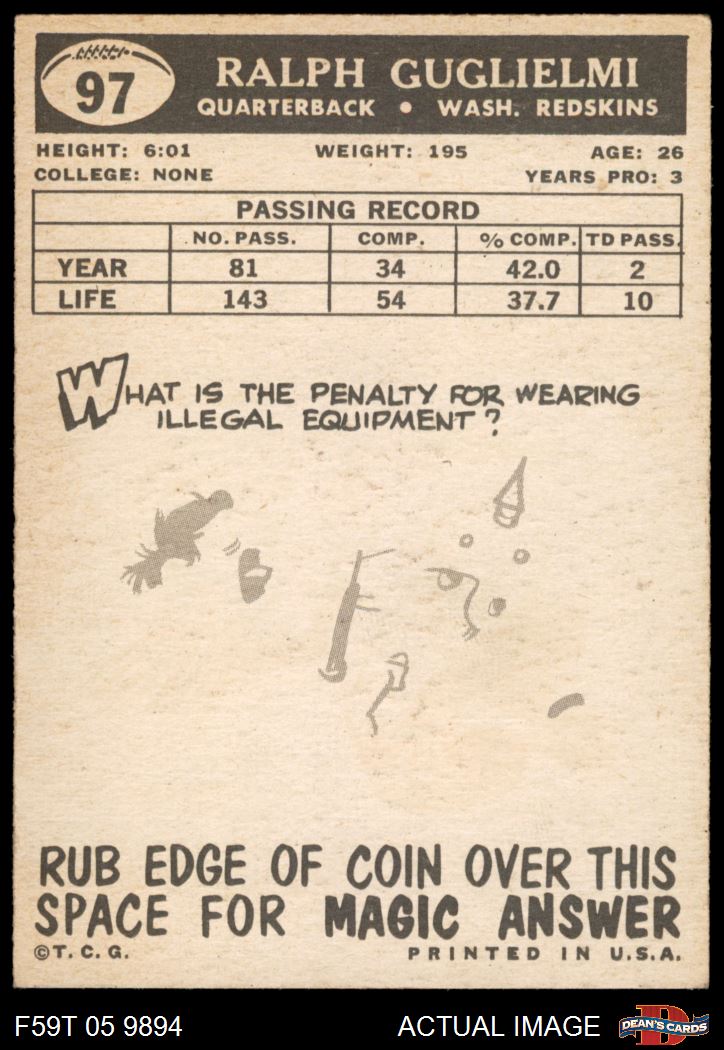 97
RALPH GUGLIELMI
QUARTERBACK • WASH. REDSKINS
HEIGHT: 6:01 WEIGHT: 195 AGE: 26
COLLEGE: NONE YEARS PRO: 3
PASSING RECORD
NO. PASS. COMP. % COMP. TD PASS.
YEAR 81 34 42.0 2
LIFE 143 54 37.7 10
WHAT IS THE PENALTY FOR WEARING
ILLEGAL EQUIPMENT?
RUB EDGE OF COIN OVER THIS
SPACE FOR MAGIC ANSWER
©T. C. G. PRINTED IN U.S.A.
F59T 05 9894 ACTUAL IMAGE D DEAN'S CARDS